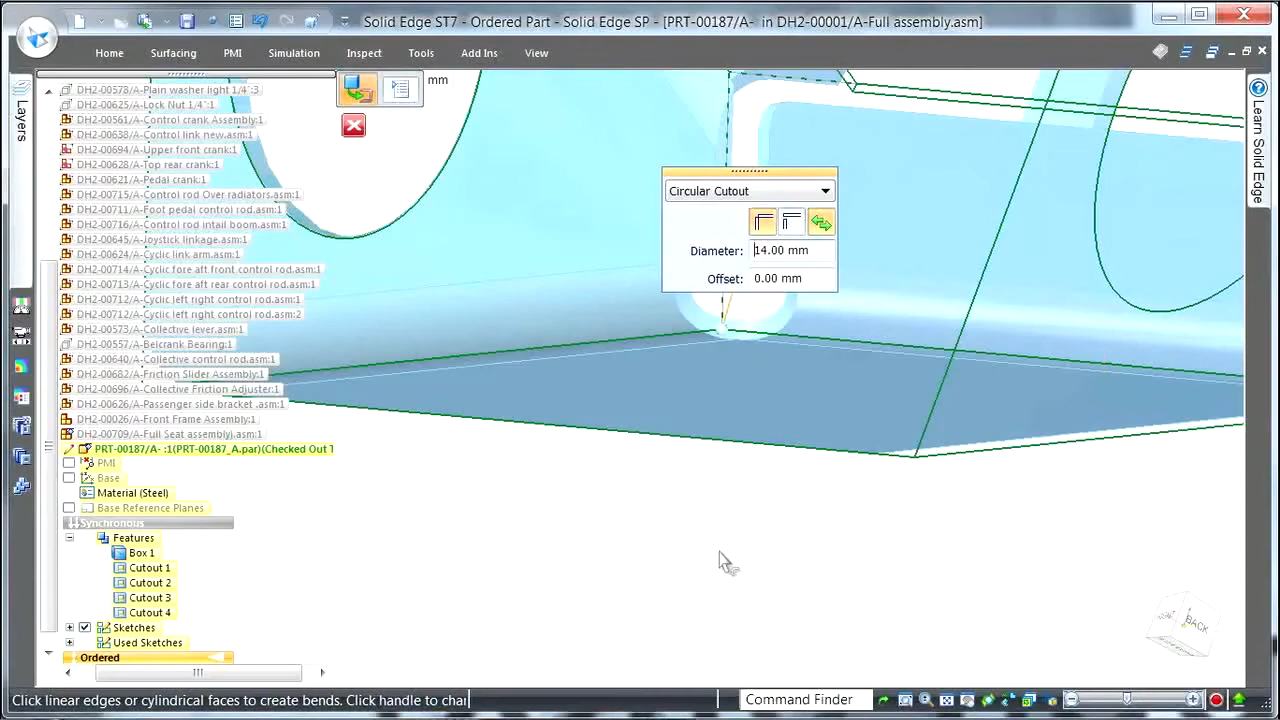 Solid Edge ST7 - Ordered Part - Solid Edge SP - [PRT-00187/A- in DH2-00001/A-Full assembly.asm]
Home Surfacing PMI Simulation Inspect Tools Add Ins View
Layers
Learn Solid Edge
mm
DH2-00578/A-Plain washer light 1/4˝:3
DH2-00625/A-Lock Nut 1/4˝:1
DH2-00561/A-Control crank Assembly:1
DH2-00638/A-Control link new.asm:1
DH2-00694/A-Upper front crank:1
DH2-00628/A-Top rear crank:1
DH2-00621/A-Pedal crank:1
DH2-00715/A-Control rod Over radiators.asm:1
DH2-00711/A-Foot pedal control rod.asm:1
DH2-00716/A-Control rod intail boom.asm:1
DH2-00645/A-Joystick linkage.asm:1
DH2-00624/A-Cyclic link arm.asm:1
DH2-00714/A-Cyclic fore aft front control rod.asm:1
DH2-00713/A-Cyclic fore aft rear control rod.asm:1
DH2-00712/A-Cyclic left right control rod.asm:1
DH2-00712/A-Cyclic left right control rod.asm:2
DH2-00573/A-Collective lever.asm:1
DH2-00557/A-Belcrank Bearing:1
DH2-00640/A-Collective control rod.asm:1
DH2-00682/A-Friction Slider Assembly:1
DH2-00696/A-Collective Friction Adjuster:1
DH2-00626/A-Passenger side bracket .asm:1
DH2-00026/A-Front Frame Assembly:1
DH2-00709/A-Full Seat assembly).asm:1
PRT-00187/A- :1(PRT-00187_A.par)(Checked Out T
PMI
Base
Material (Steel)
Base Reference Planes
Synchronous
Features
Box 1
Cutout 1
Cutout 2
Cutout 3
Cutout 4
Sketches
Used Sketches
Ordered
Circular Cutout
Diameter: 14.00 mm
Offset: 0.00 mm
BACK
Click linear edges or cylindrical faces to create bends. Click handle to chan
Command Finder